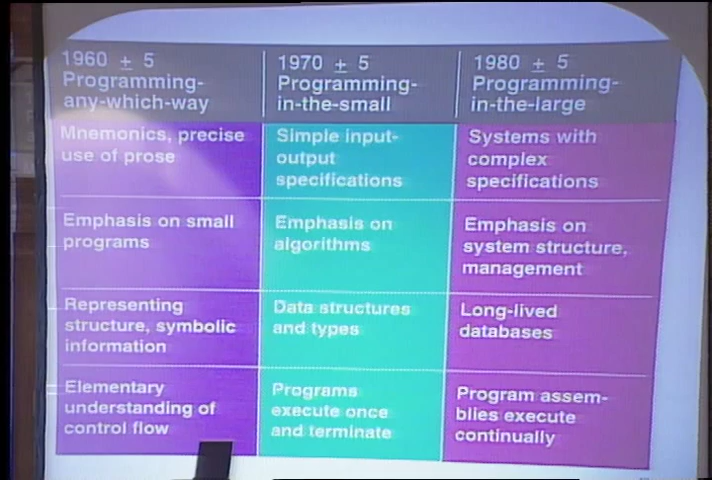 1960 ± 5
Programming-
any-which-way
1970 ± 5
Programming-
in-the-small
1980 ± 5
Programming-
in-the-large
Mnemonics, precise
use of prose
Simple input-
output
specifications
Systems with
complex
specifications
Emphasis on small
programs
Emphasis on
algorithms
Emphasis on
system structure,
management
Representing
structure, symbolic
information
Data structures
and types
Long-lived
databases
Elementary
understanding of
control flow
Programs
execute once
and terminate
Program assem-
blies execute
continually